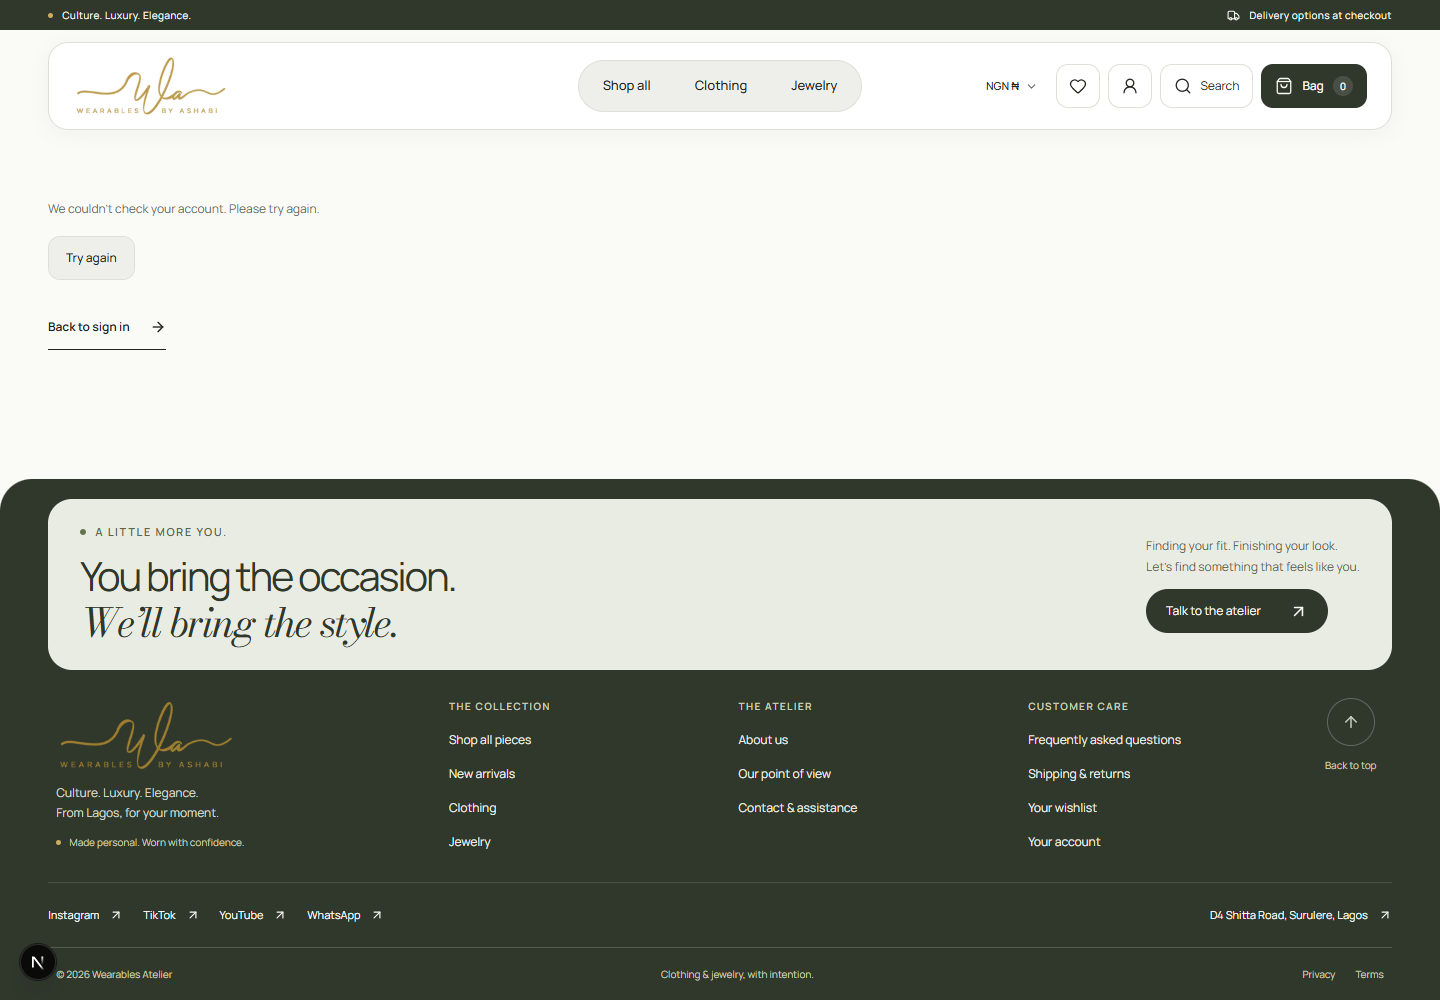 Culture. Luxury. Elegance.
Delivery options at checkout
Wa
WEARABLES BY ASHABI
Shop all
Clothing
Jewelry
NGN ₦
Search
Bag
0
We couldn't check your account. Please try again.
Try again
Back to sign in
A LITTLE MORE YOU.
You bring the occasion.
We’ll bring the style.
Finding your fit. Finishing your look.
Let’s find something that feels like you.
Talk to the atelier
Wa
WEARABLES BY ASHABI
Culture. Luxury. Elegance.
From Lagos, for your moment.
Made personal. Worn with confidence.
THE COLLECTION
Shop all pieces
New arrivals
Clothing
Jewelry
THE ATELIER
About us
Our point of view
Contact & assistance
CUSTOMER CARE
Frequently asked questions
Shipping & returns
Your wishlist
Your account
Back to top
Instagram
TikTok
YouTube
WhatsApp
D4 Shitta Road, Surulere, Lagos
N
© 2026 Wearables Atelier
Clothing & jewelry, with intention.
Privacy
Terms